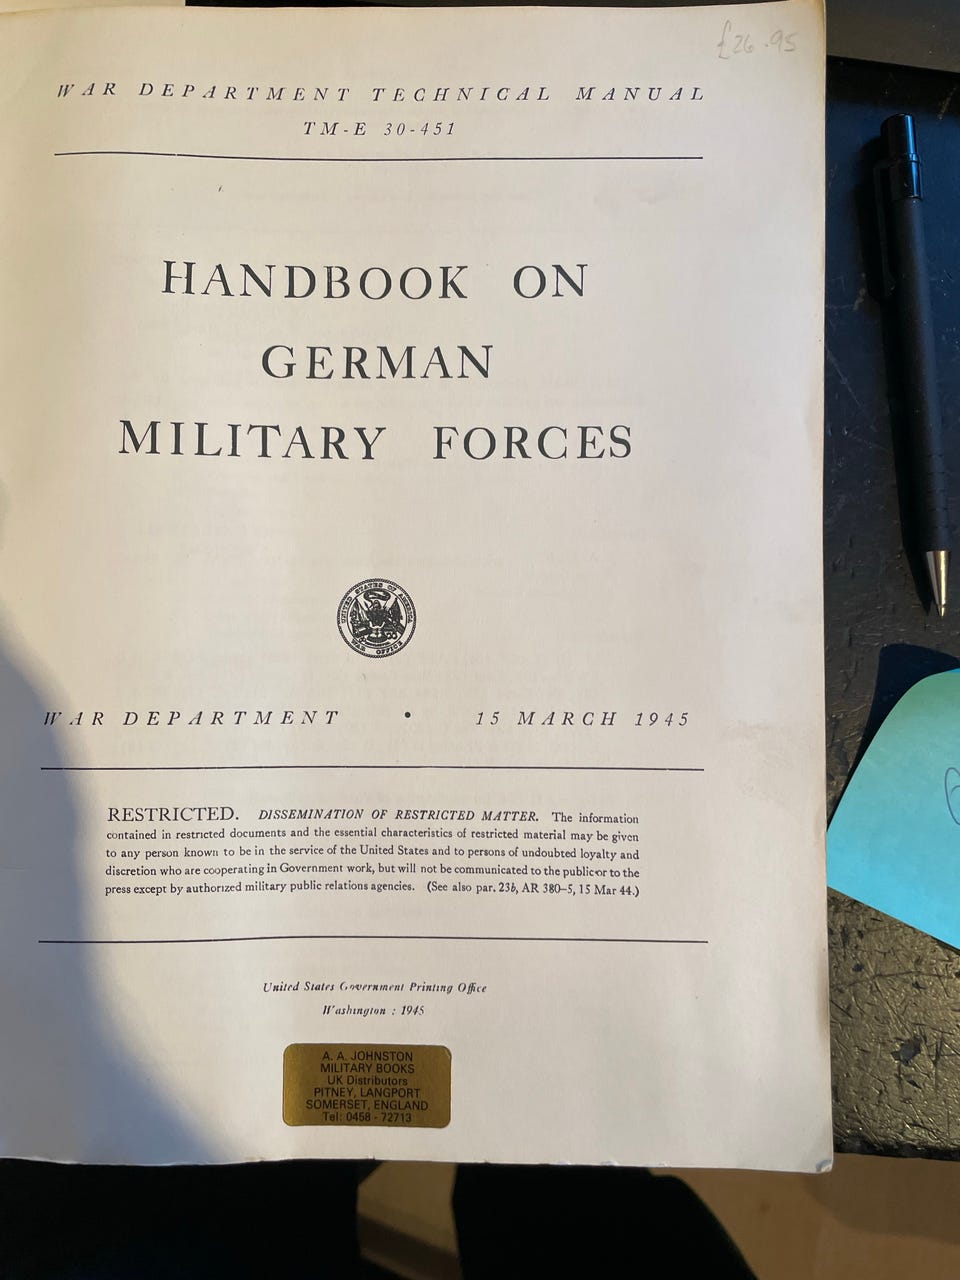 £26.95
WAR DEPARTMENT TECHNICAL MANUAL
TM-E 30-451
HANDBOOK ON
GERMAN
MILITARY FORCES
UNITED STATES OF AMERICA
WAR OFFICE
WAR DEPARTMENT • 15 MARCH 1945
RESTRICTED. DISSEMINATION OF RESTRICTED MATTER. The information
contained in restricted documents and the essential characteristics of restricted material may be given
to any person known to be in the service of the United States and to persons of undoubted loyalty and
discretion who are cooperating in Government work, but will not be communicated to the public or to the
press except by authorized military public relations agencies. (See also par. 23b, AR 380-5, 15 Mar 44.)
United States Government Printing Office
Washington : 1945
A. A. JOHNSTON
MILITARY BOOKS
UK Distributors
PITNEY, LANGPORT
SOMERSET, ENGLAND
Tel: 0458 - 72713